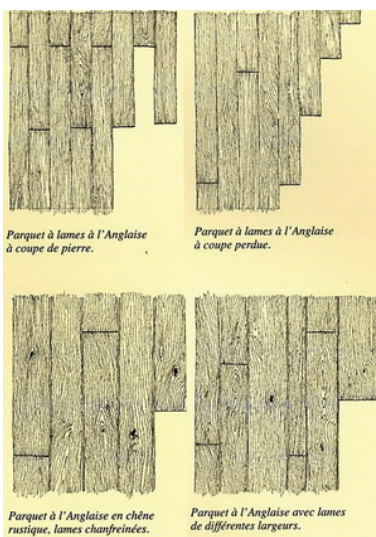 Parquet à lames à l'Anglaise
à coupe de pierre.
Parquet à lames à l'Anglaise
à coupe perdue.
Parquet à l'Anglaise en chêne
rustique, lames chanfreinées.
Parquet à l'Anglaise avec lames
de différentes largeurs.